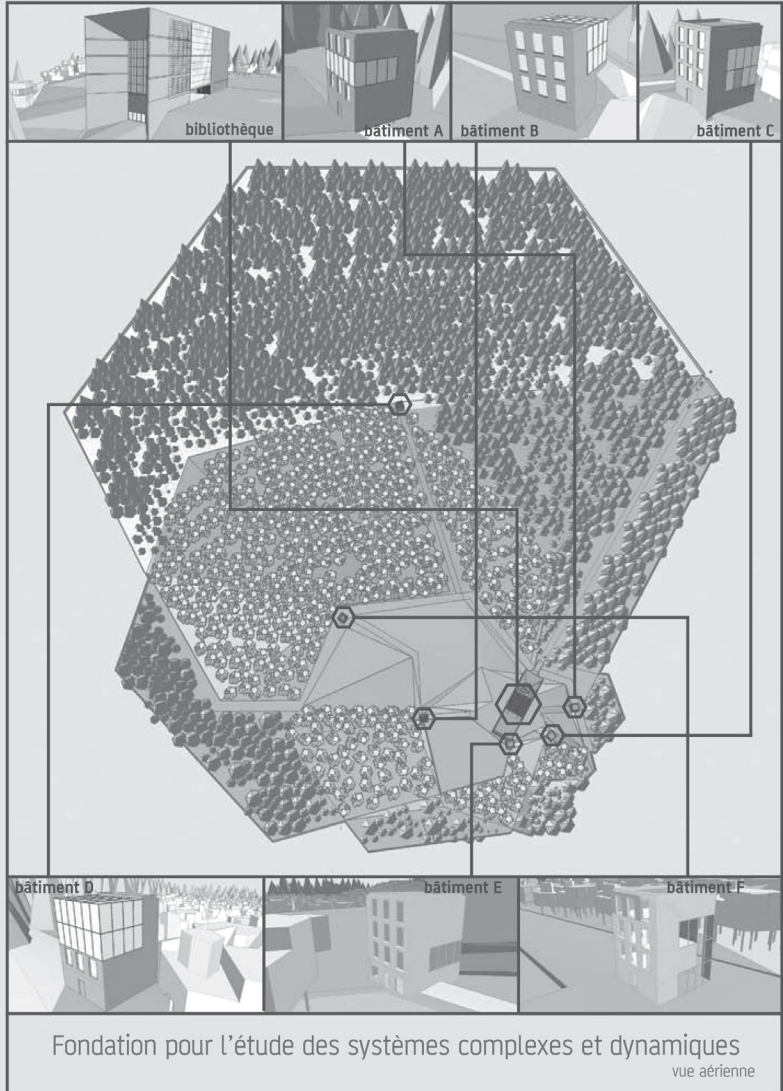 bibliothèque
bâtiment A
bâtiment B
bâtiment C
bâtiment D
bâtiment E
bâtiment F
Fondation pour l'étude des systèmes complexes et dynamiques
vue aérienne